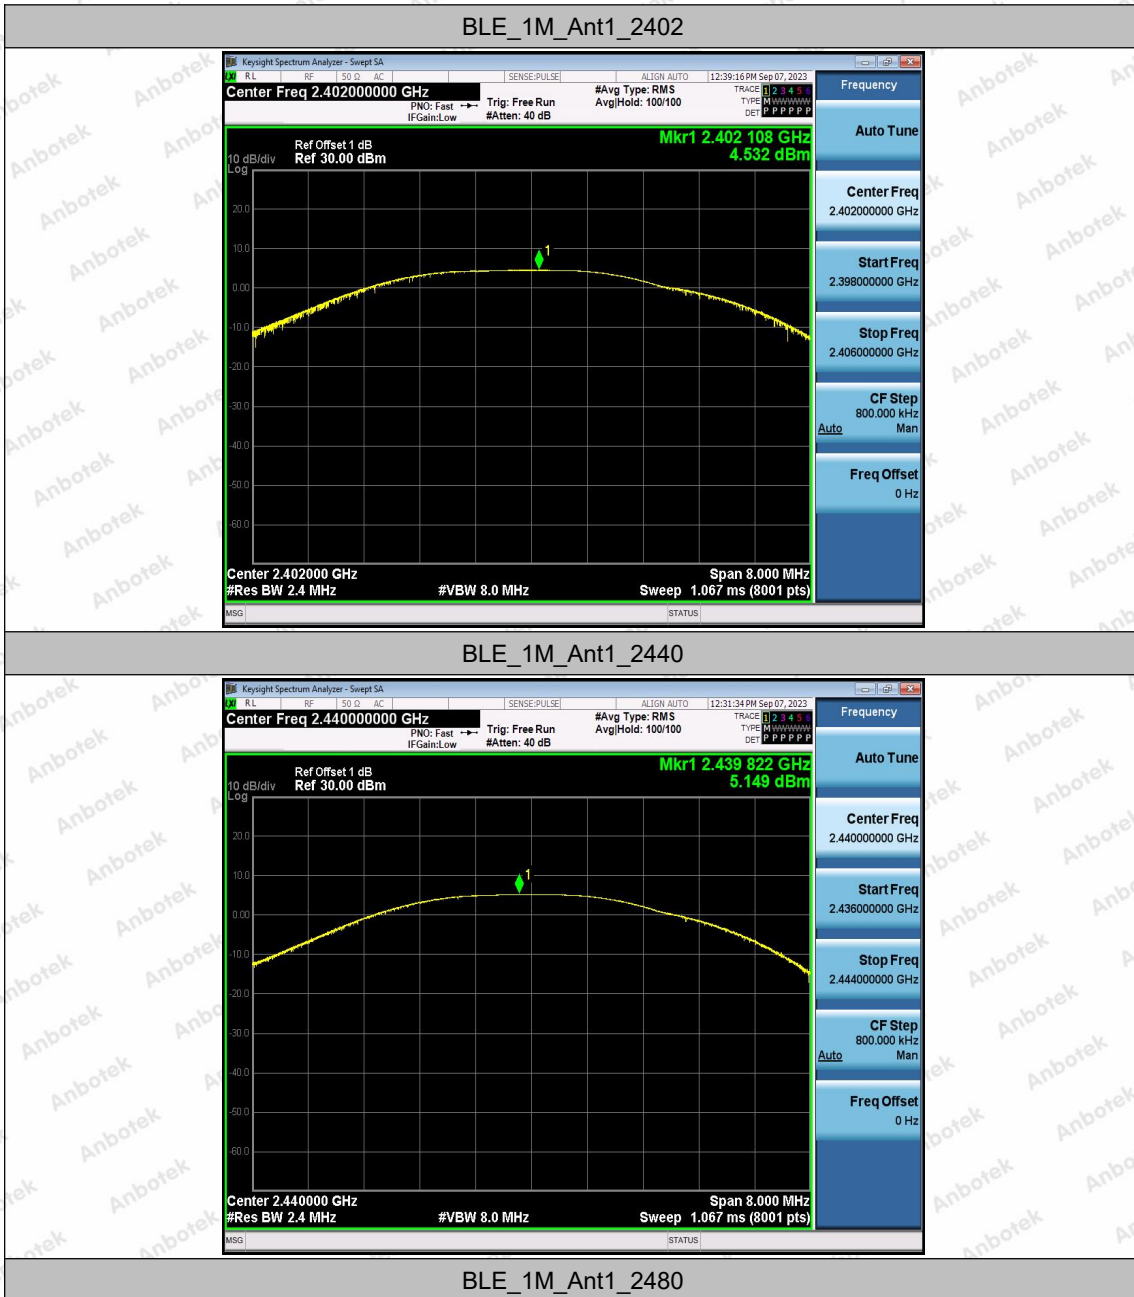 BLE_1M_Ant1_2402
Keysight Spectrum Analyzer - Swept SA
LXI RL RF 50 Ω AC SENSE:PULSE ALIGN AUTO 12:39:16 PM Sep 07, 2023
Center Freq 2.402000000 GHz
PNO: Fast
IFGain:Low
Trig: Free Run
#Atten: 40 dB
#Avg Type: RMS
Avg|Hold: 100/100
TRACE 1 2 3 4 5 6
TYPE M WWWWW
DET P P P P P P
Frequency
Mkr1 2.402 108 GHz
4.532 dBm
Ref Offset 1 dB
10 dB/div Ref 30.00 dBm
Log
20.0
10.0
0.00
-10.0
-20.0
-30.0
-40.0
-50.0
-60.0
1
Center 2.402000 GHz Span 8.000 MHz
#Res BW 2.4 MHz #VBW 8.0 MHz Sweep 1.067 ms (8001 pts)
MSG STATUS
Auto Tune
Center Freq
2.402000000 GHz
Start Freq
2.398000000 GHz
Stop Freq
2.406000000 GHz
CF Step
800.000 kHz
Auto Man
Freq Offset
0 Hz
BLE_1M_Ant1_2440
Keysight Spectrum Analyzer - Swept SA
LXI RL RF 50 Ω AC SENSE:PULSE ALIGN AUTO 12:31:34 PM Sep 07, 2023
Center Freq 2.440000000 GHz
PNO: Fast
IFGain:Low
Trig: Free Run
#Atten: 40 dB
#Avg Type: RMS
Avg|Hold: 100/100
TRACE 1 2 3 4 5 6
TYPE M WWWWW
DET P P P P P P
Frequency
Mkr1 2.439 822 GHz
5.149 dBm
Ref Offset 1 dB
10 dB/div Ref 30.00 dBm
Log
20.0
10.0
0.00
-10.0
-20.0
-30.0
-40.0
-50.0
-60.0
1
Center 2.440000 GHz Span 8.000 MHz
#Res BW 2.4 MHz #VBW 8.0 MHz Sweep 1.067 ms (8001 pts)
MSG STATUS
Auto Tune
Center Freq
2.440000000 GHz
Start Freq
2.436000000 GHz
Stop Freq
2.444000000 GHz
CF Step
800.000 kHz
Auto Man
Freq Offset
0 Hz
BLE_1M_Ant1_2480
Anbotek